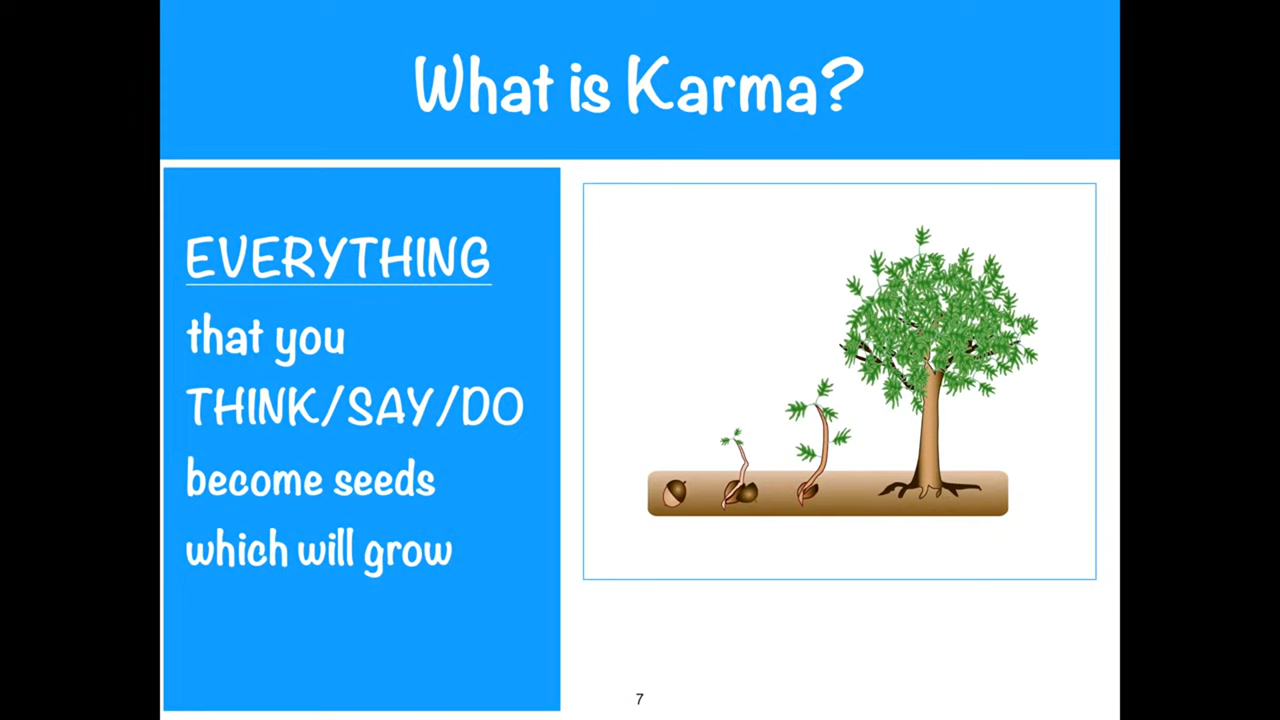 What is Karma?
EVERYTHING
that you
THINK/SAY/DO
become seeds
which will grow
7